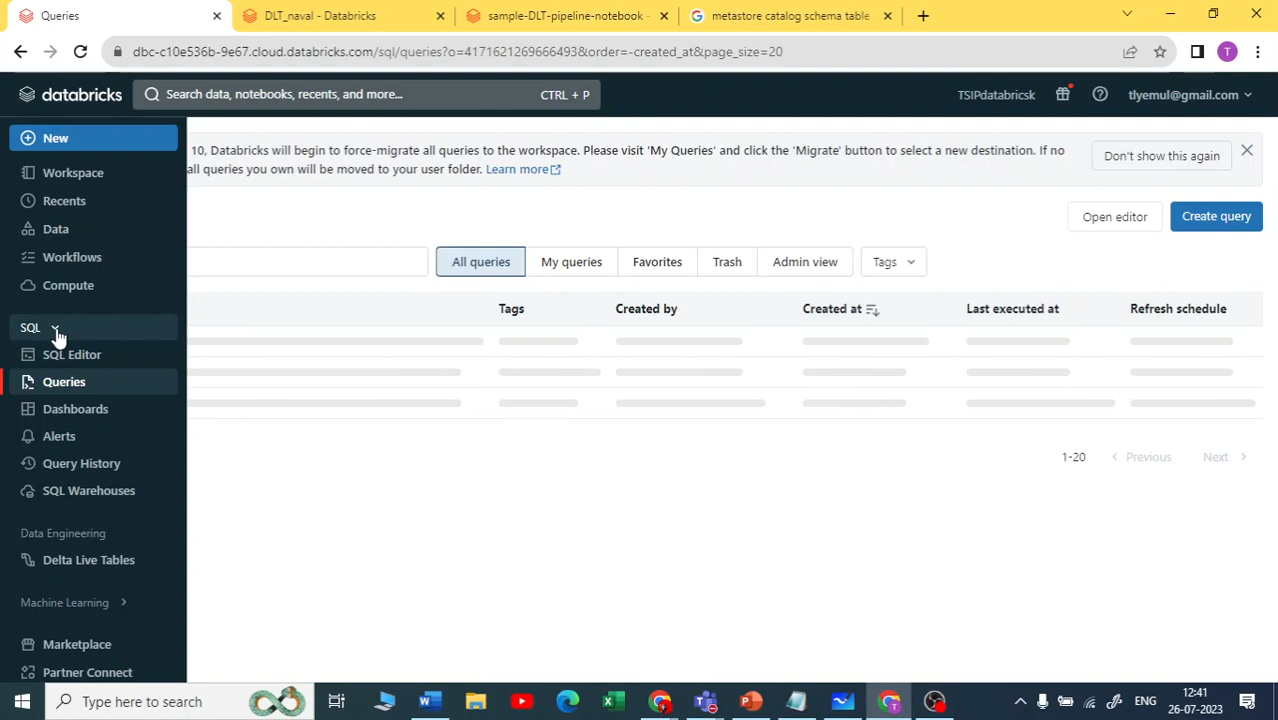 Queries
DLT_naval - Databricks
sample-DLT-pipeline-notebook -
metastore catalog schema table -
dbc-c10e536b-9e67.cloud.databricks.com/sql/queries?o=4171621269666493&order=-created_at&page_size=20
T
databricks
Search data, notebooks, recents, and more...
CTRL + P
TSIPdatabricsk
tlyemul@gmail.com
New
Workspace
Recents
Data
Workflows
Compute
SQL
SQL Editor
Queries
Dashboards
Alerts
Query History
SQL Warehouses
Data Engineering
Delta Live Tables
Machine Learning
Marketplace
Partner Connect
10, Databricks will begin to force-migrate all queries to the workspace. Please visit 'My Queries' and click the 'Migrate' button to select a new destination. If no
all queries you own will be moved to your user folder. Learn more
Don't show this again
Open editor
Create query
All queries
My queries
Favorites
Trash
Admin view
Tags
Tags
Created by
Created at
Last executed at
Refresh schedule
1-20
Previous
Next
Type here to search
ENG
12:41
26-07-2023